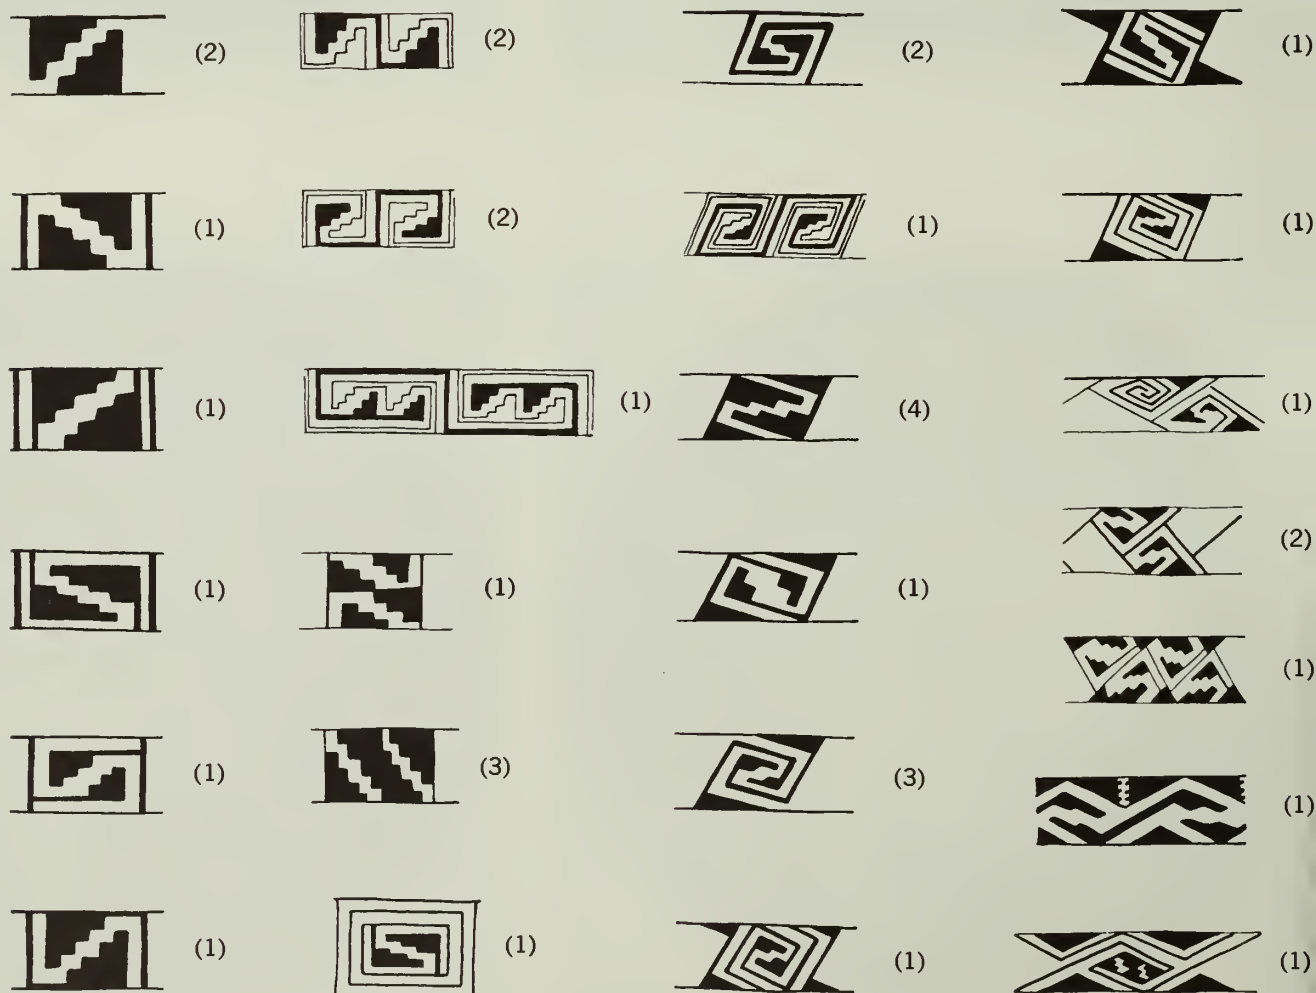 (2) (2) (2) (1)
(1) (2) (1) (1)
(1) (1) (4) (1)
(2)
(1) (1) (1)
(1)
(1) (3) (3)
(1)
(1) (1) (1) (1)